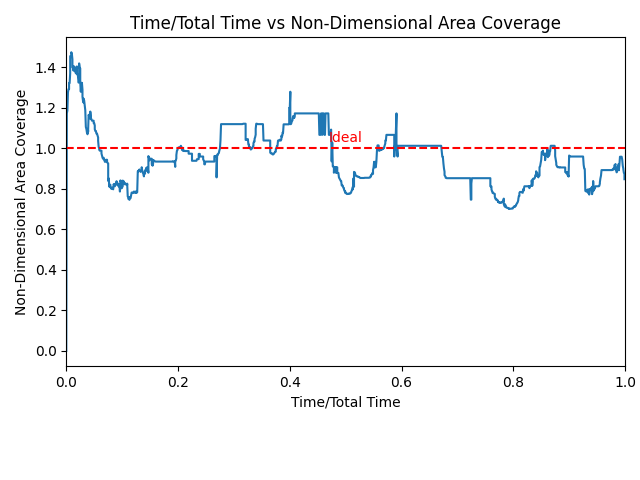 Time/Total Time vs Non-Dimensional Area Coverage
Non-Dimensional Area Coverage
1.4
1.2
1.0
0.8
0.6
0.4
0.2
0.0
Ideal
0.0 0.2 0.4 0.6 0.8 1.0
Time/Total Time